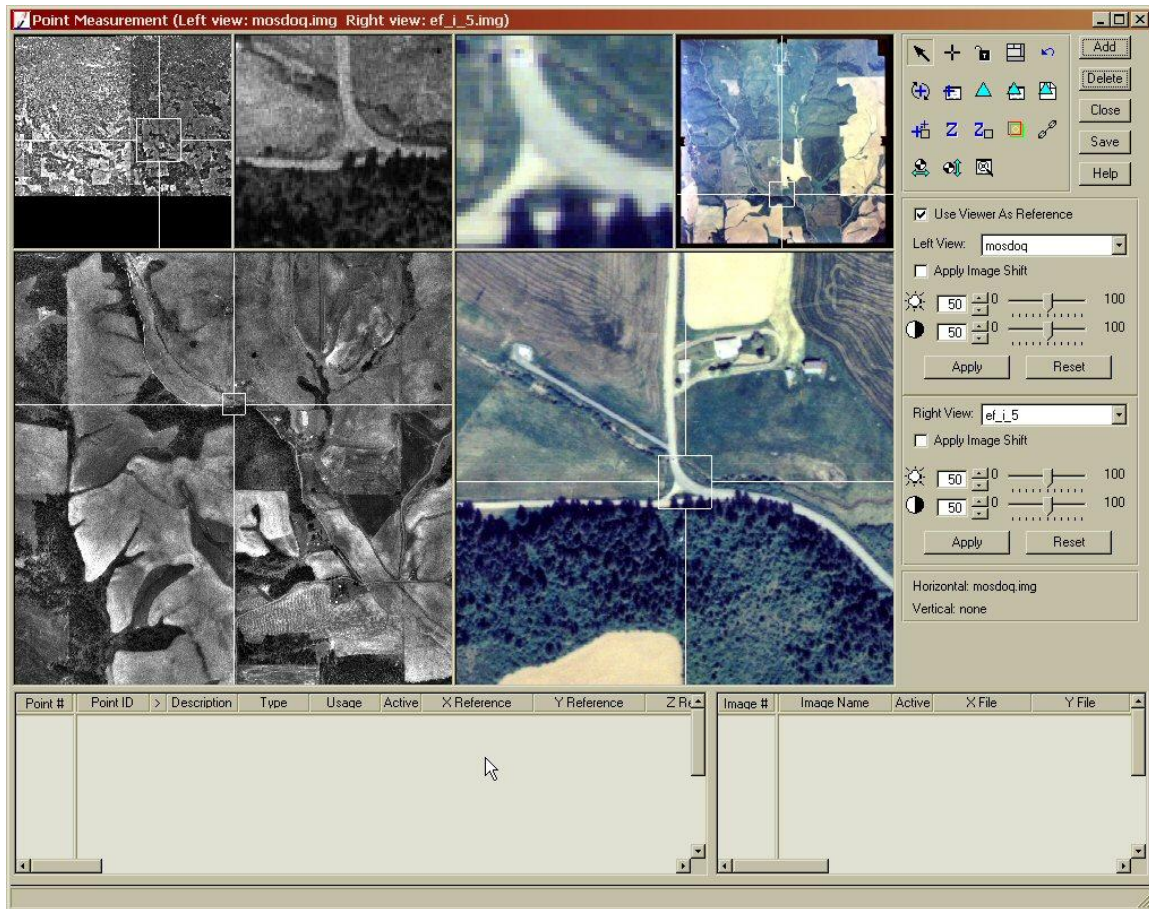 Point Measurement (Left view: mosdoq.img Right view: ef_i_5.img)
Add
Delete
Close
Save
Help
Use Viewer As Reference
Left View: mosdoq
Apply Image Shift
50 0 100
50 0 100
Apply Reset
Right View: ef_i_5
Apply Image Shift
50 0 100
50 0 100
Apply Reset
Horizontal: mosdoq.img
Vertical: none
Point # Point ID > Description Type Usage Active X Reference Y Reference Z Re
Image # Image Name Active X File Y File